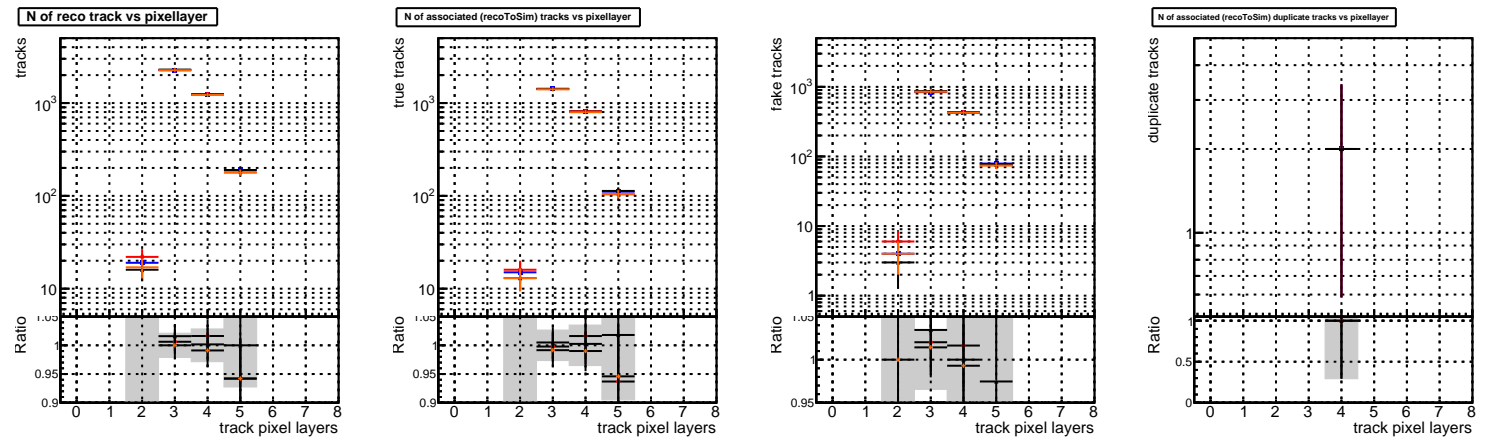 N of reco track vs pixellayer
tracks
10³
10²
10
Ratio
1.05
1
0.95
0.9
0 1 2 3 4 5 6 7 8
track pixel layers
N of associated (recoToSim) tracks vs pixellayer
true tracks
10³
10²
10
Ratio
1.05
1
0.95
0.9
0 1 2 3 4 5 6 7 8
track pixel layers
fake tracks
10³
10²
10
1
Ratio
1.05
1
0.95
0 1 2 3 4 5 6 7 8
track pixel layers
N of associated (recoToSim) duplicate tracks vs pixellayer
duplicate tracks
1
Ratio
1
0.5
0
0 1 2 3 4 5 6 7 8
track pixel layers